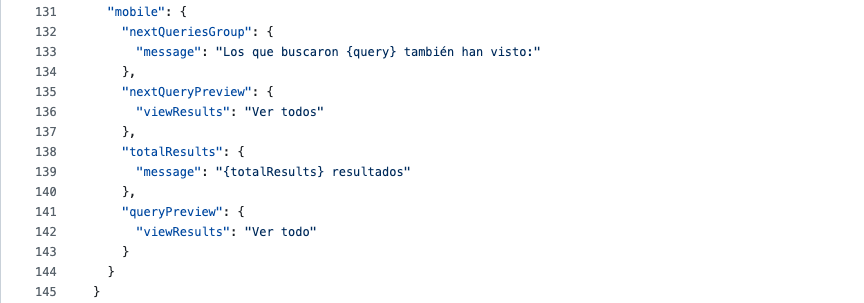 131 "mobile": {
132 "nextQueriesGroup": {
133 "message": "Los que buscaron {query} también han visto:"
134 },
135 "nextQueryPreview": {
136 "viewResults": "Ver todos"
137 },
138 "totalResults": {
139 "message": "{totalResults} resultados"
140 },
141 "queryPreview": {
142 "viewResults": "Ver todo"
143 }
144 }
145 }